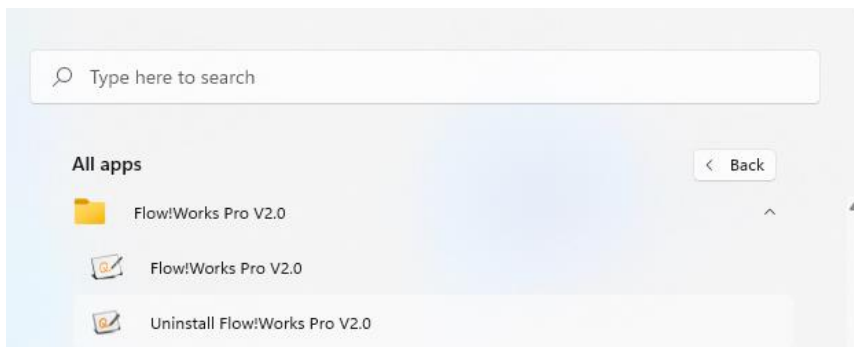 Type here to search
All apps
< Back
Flow!Works Pro V2.0
Flow!Works Pro V2.0
Uninstall Flow!Works Pro V2.0